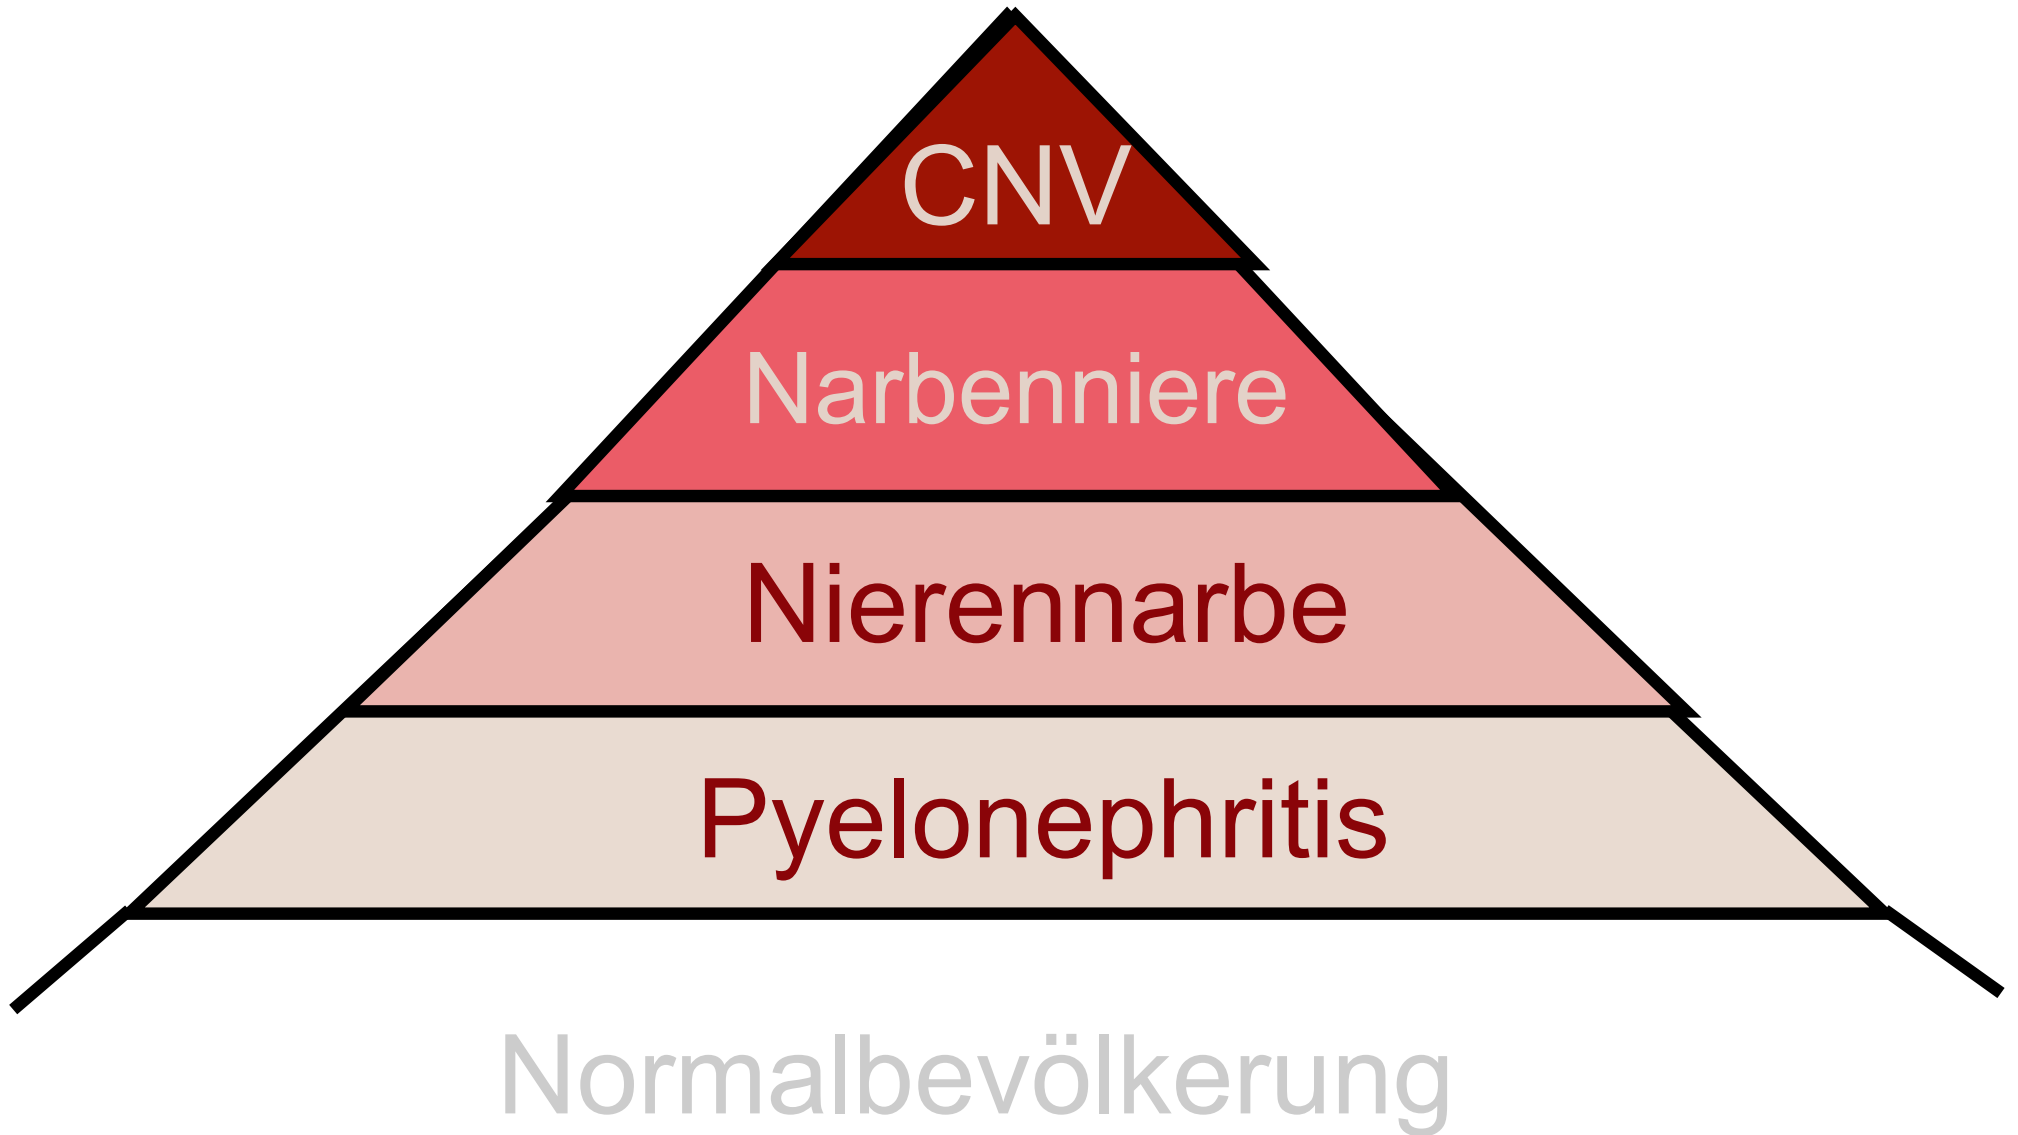 CNV
Narbenniere
Nierennarbe
Pyelonephritis
Normalbevölkerung